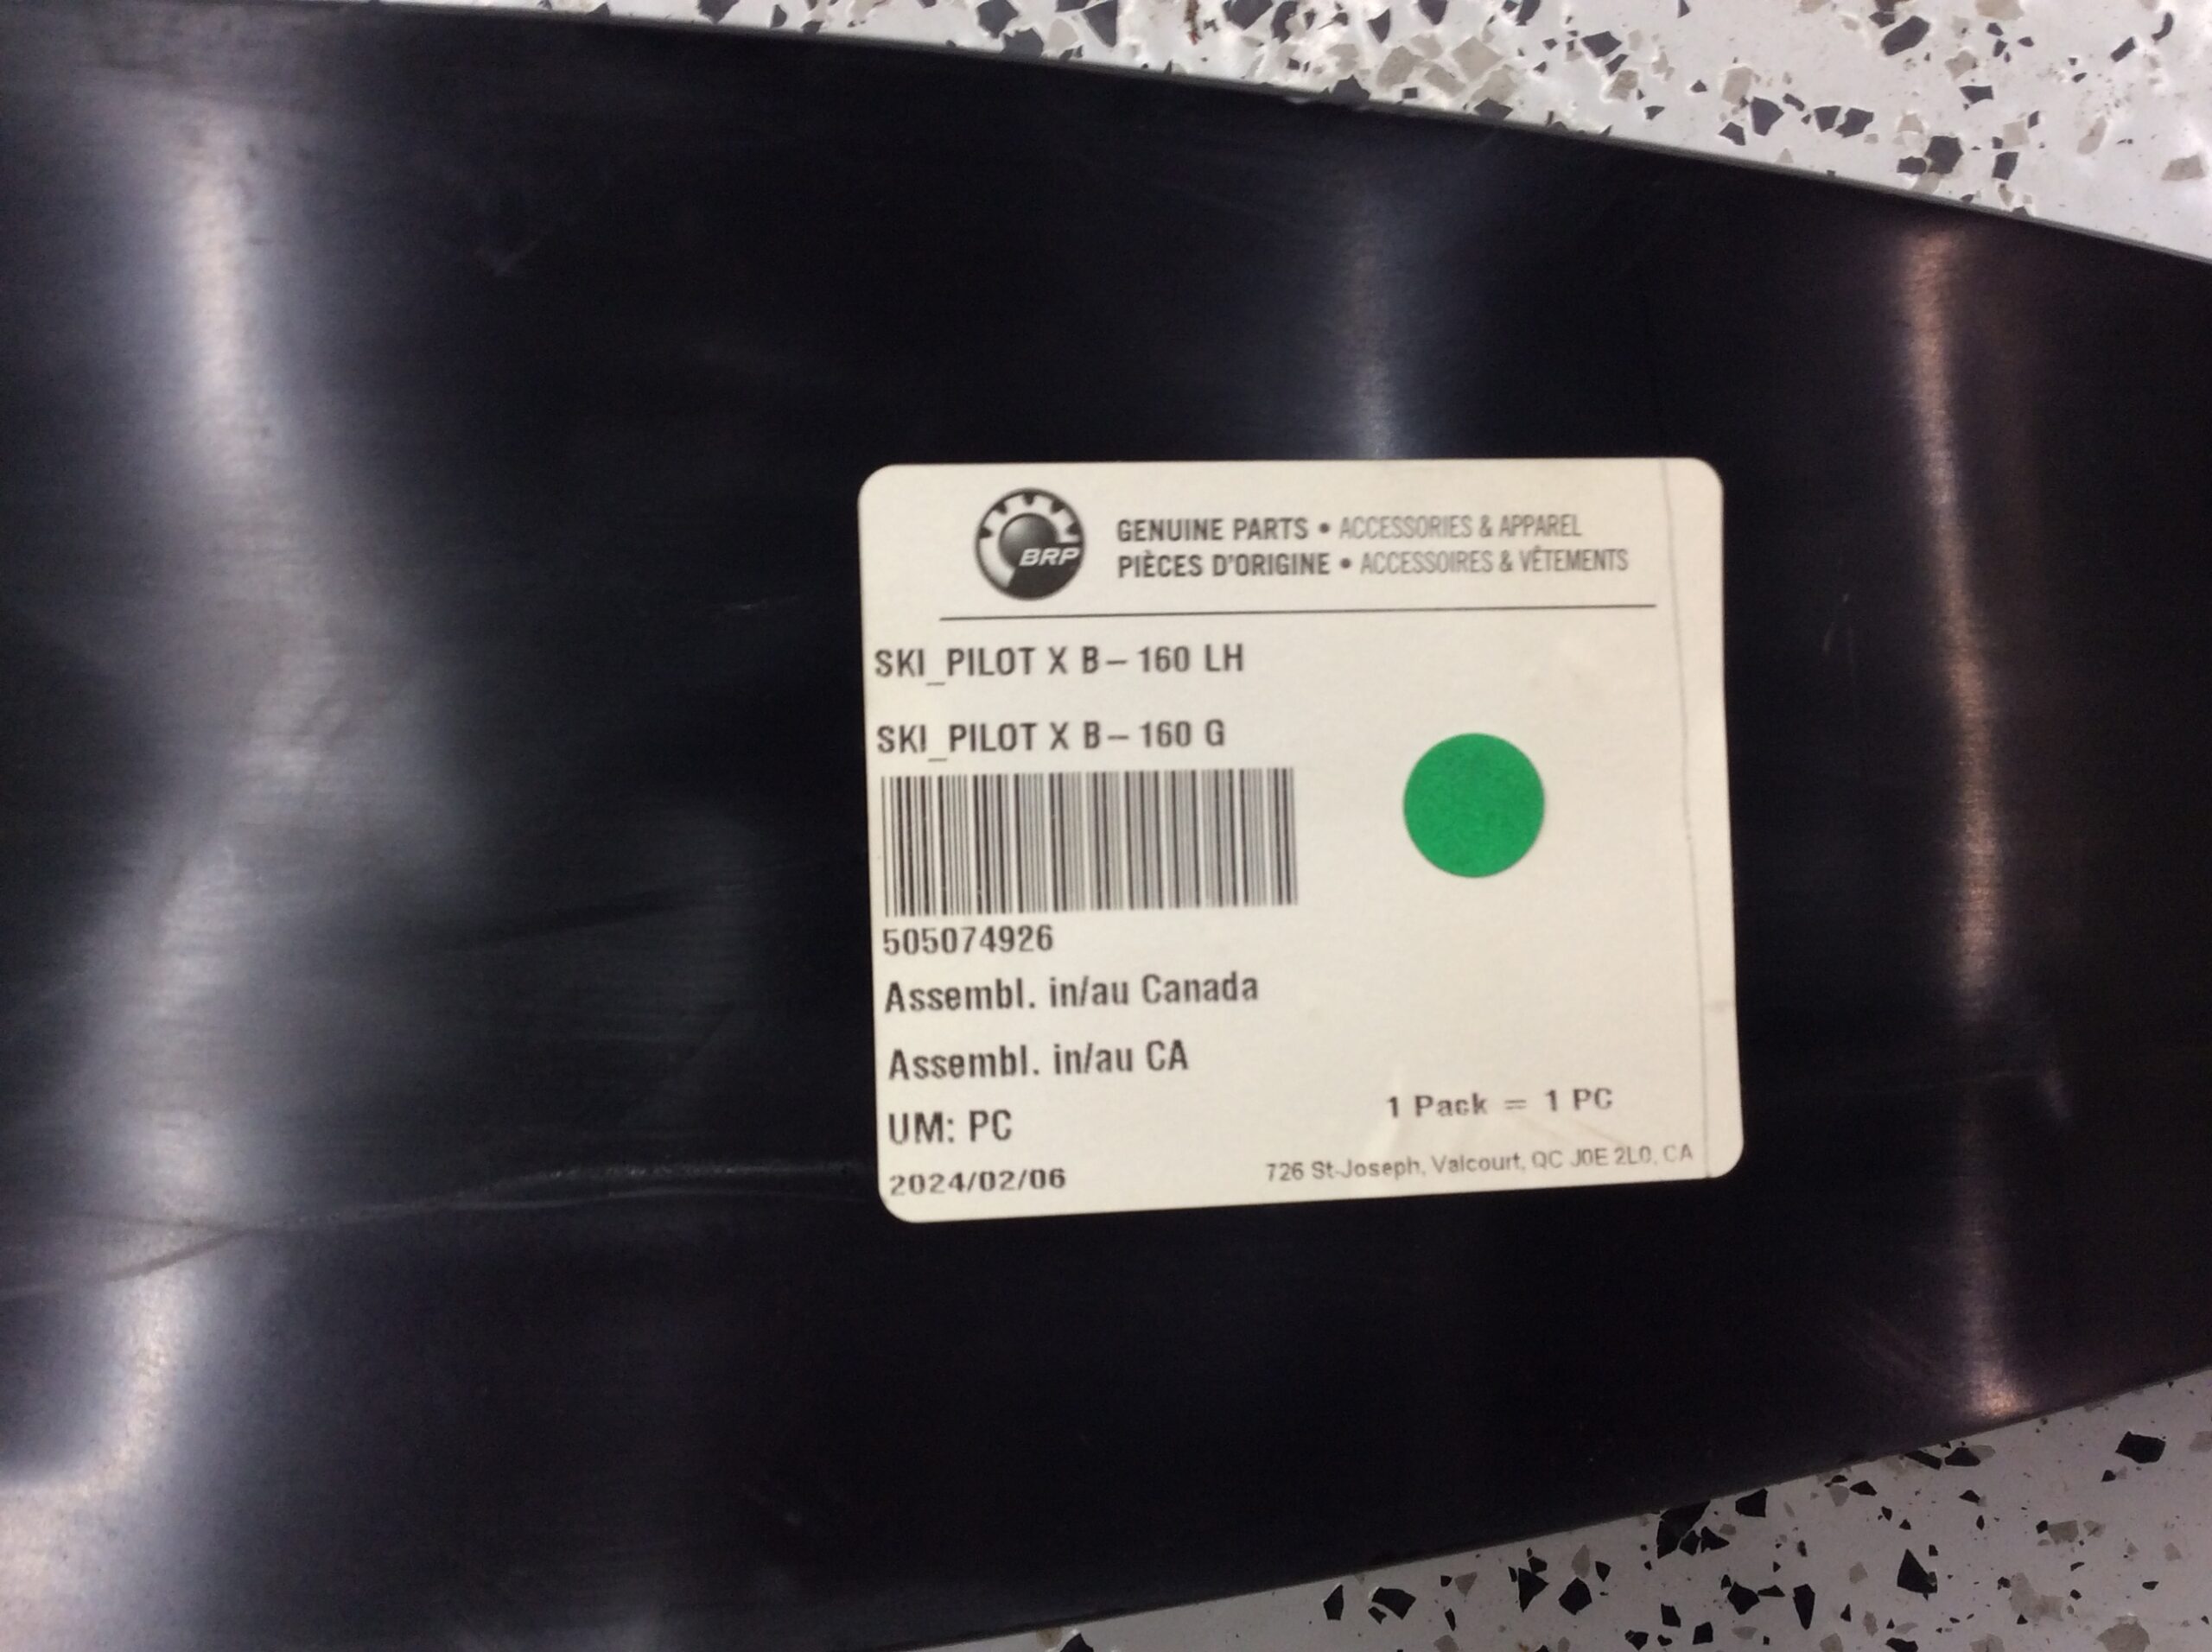 BRP
GENUINE PARTS • ACCESSORIES & APPAREL
PIÈCES D'ORIGINE • ACCESSOIRES & VÊTEMENTS
SKI_PILOT X B– 160 LH
SKI_PILOT X B– 160 G
505074926
Assembl. in/au Canada
Assembl. in/au CA
UM: PC
1 Pack = 1 PC
2024/02/06
726 St-Joseph, Valcourt, QC J0E 2L0, CA